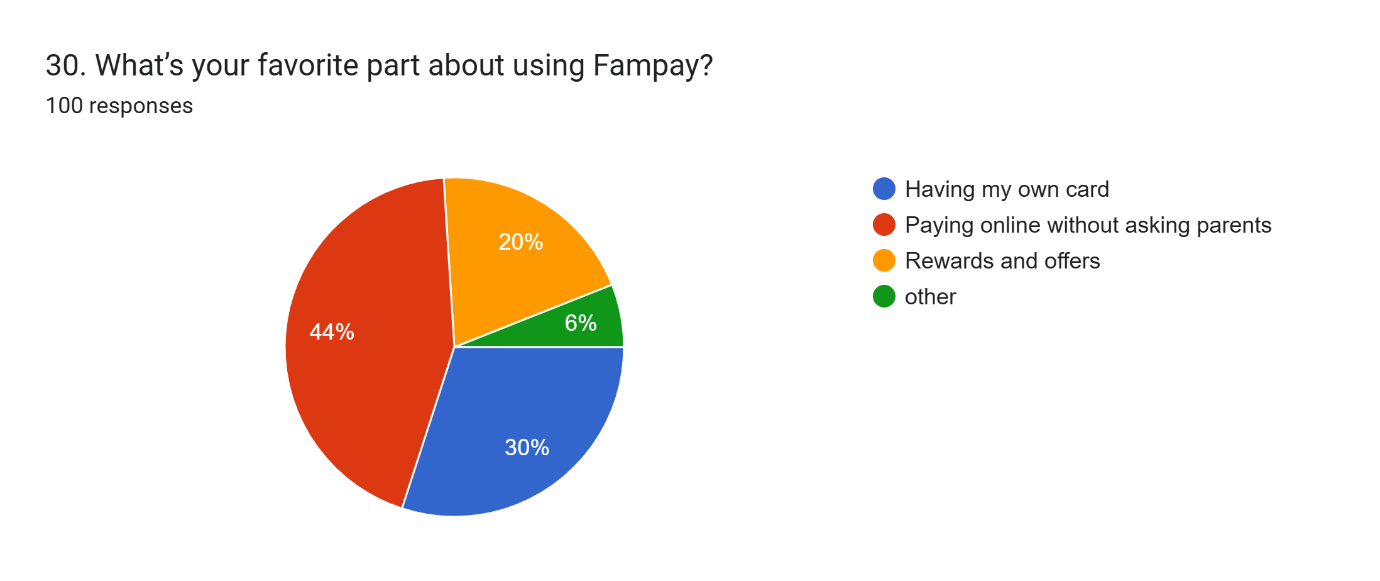 30. What’s your favorite part about using Fampay?
100 responses
20%
6%
44%
30%
Having my own card
Paying online without asking parents
Rewards and offers
other